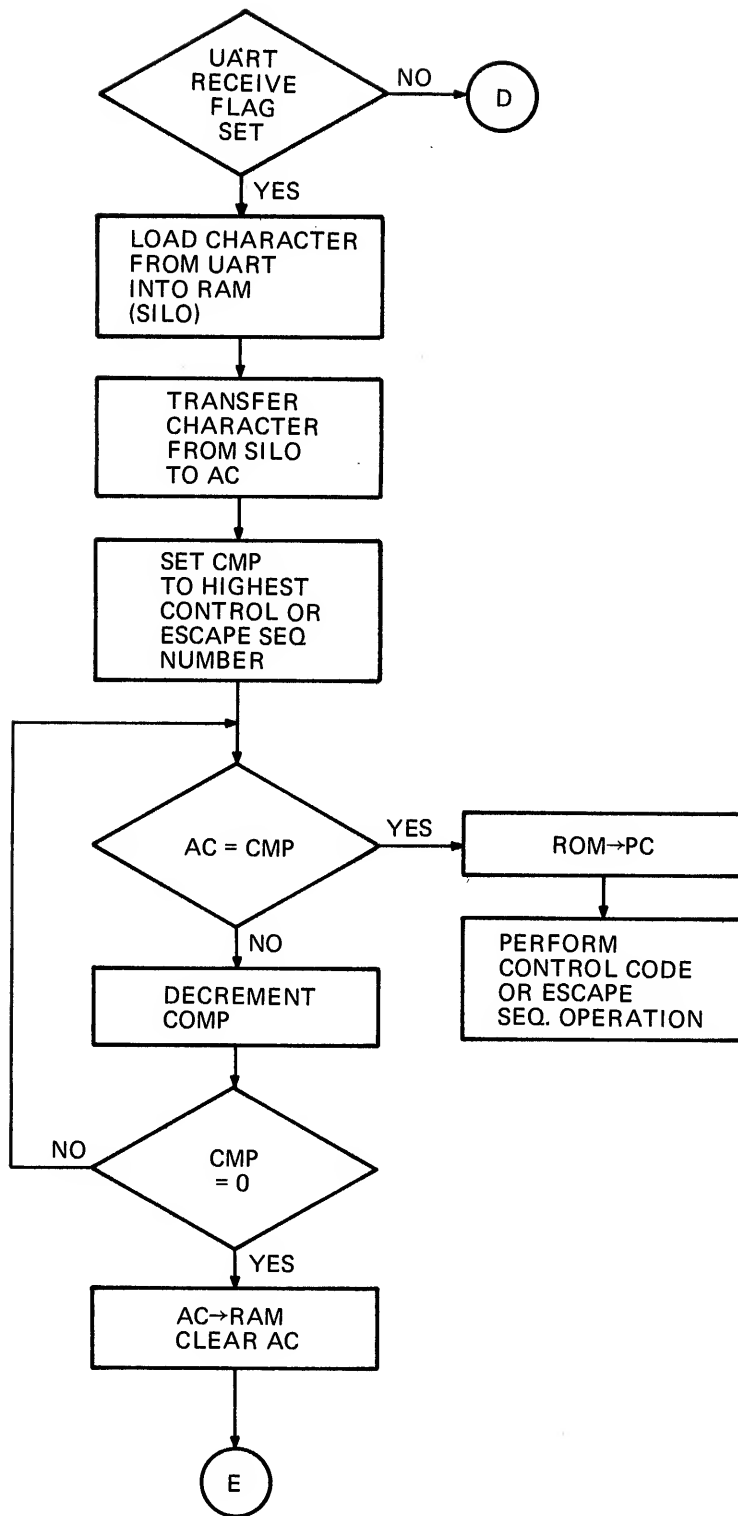 UART
RECEIVE
FLAG
SET
NO
D
YES
LOAD CHARACTER
FROM UART
INTO RAM
(SILO)
TRANSFER
CHARACTER
FROM SILO
TO AC
SET CMP
TO HIGHEST
CONTROL OR
ESCAPE SEQ
NUMBER
AC = CMP
YES
ROM→PC
PERFORM
CONTROL CODE
OR ESCAPE
SEQ. OPERATION
NO
DECREMENT
COMP
NO
CMP
= 0
YES
AC→RAM
CLEAR AC
E